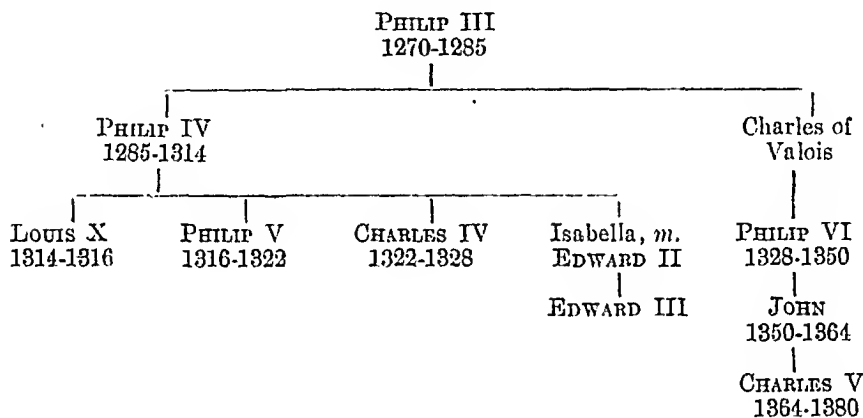 PHILIP III
1270-1285
PHILIP IV
1285-1314
Charles of
Valois
LOUIS X
1314-1316
PHILIP V
1316-1322
CHARLES IV
1322-1328
Isabella, m.
EDWARD II
EDWARD III
PHILIP VI
1328-1350
JOHN
1350-1364
CHARLES V
1364-1380